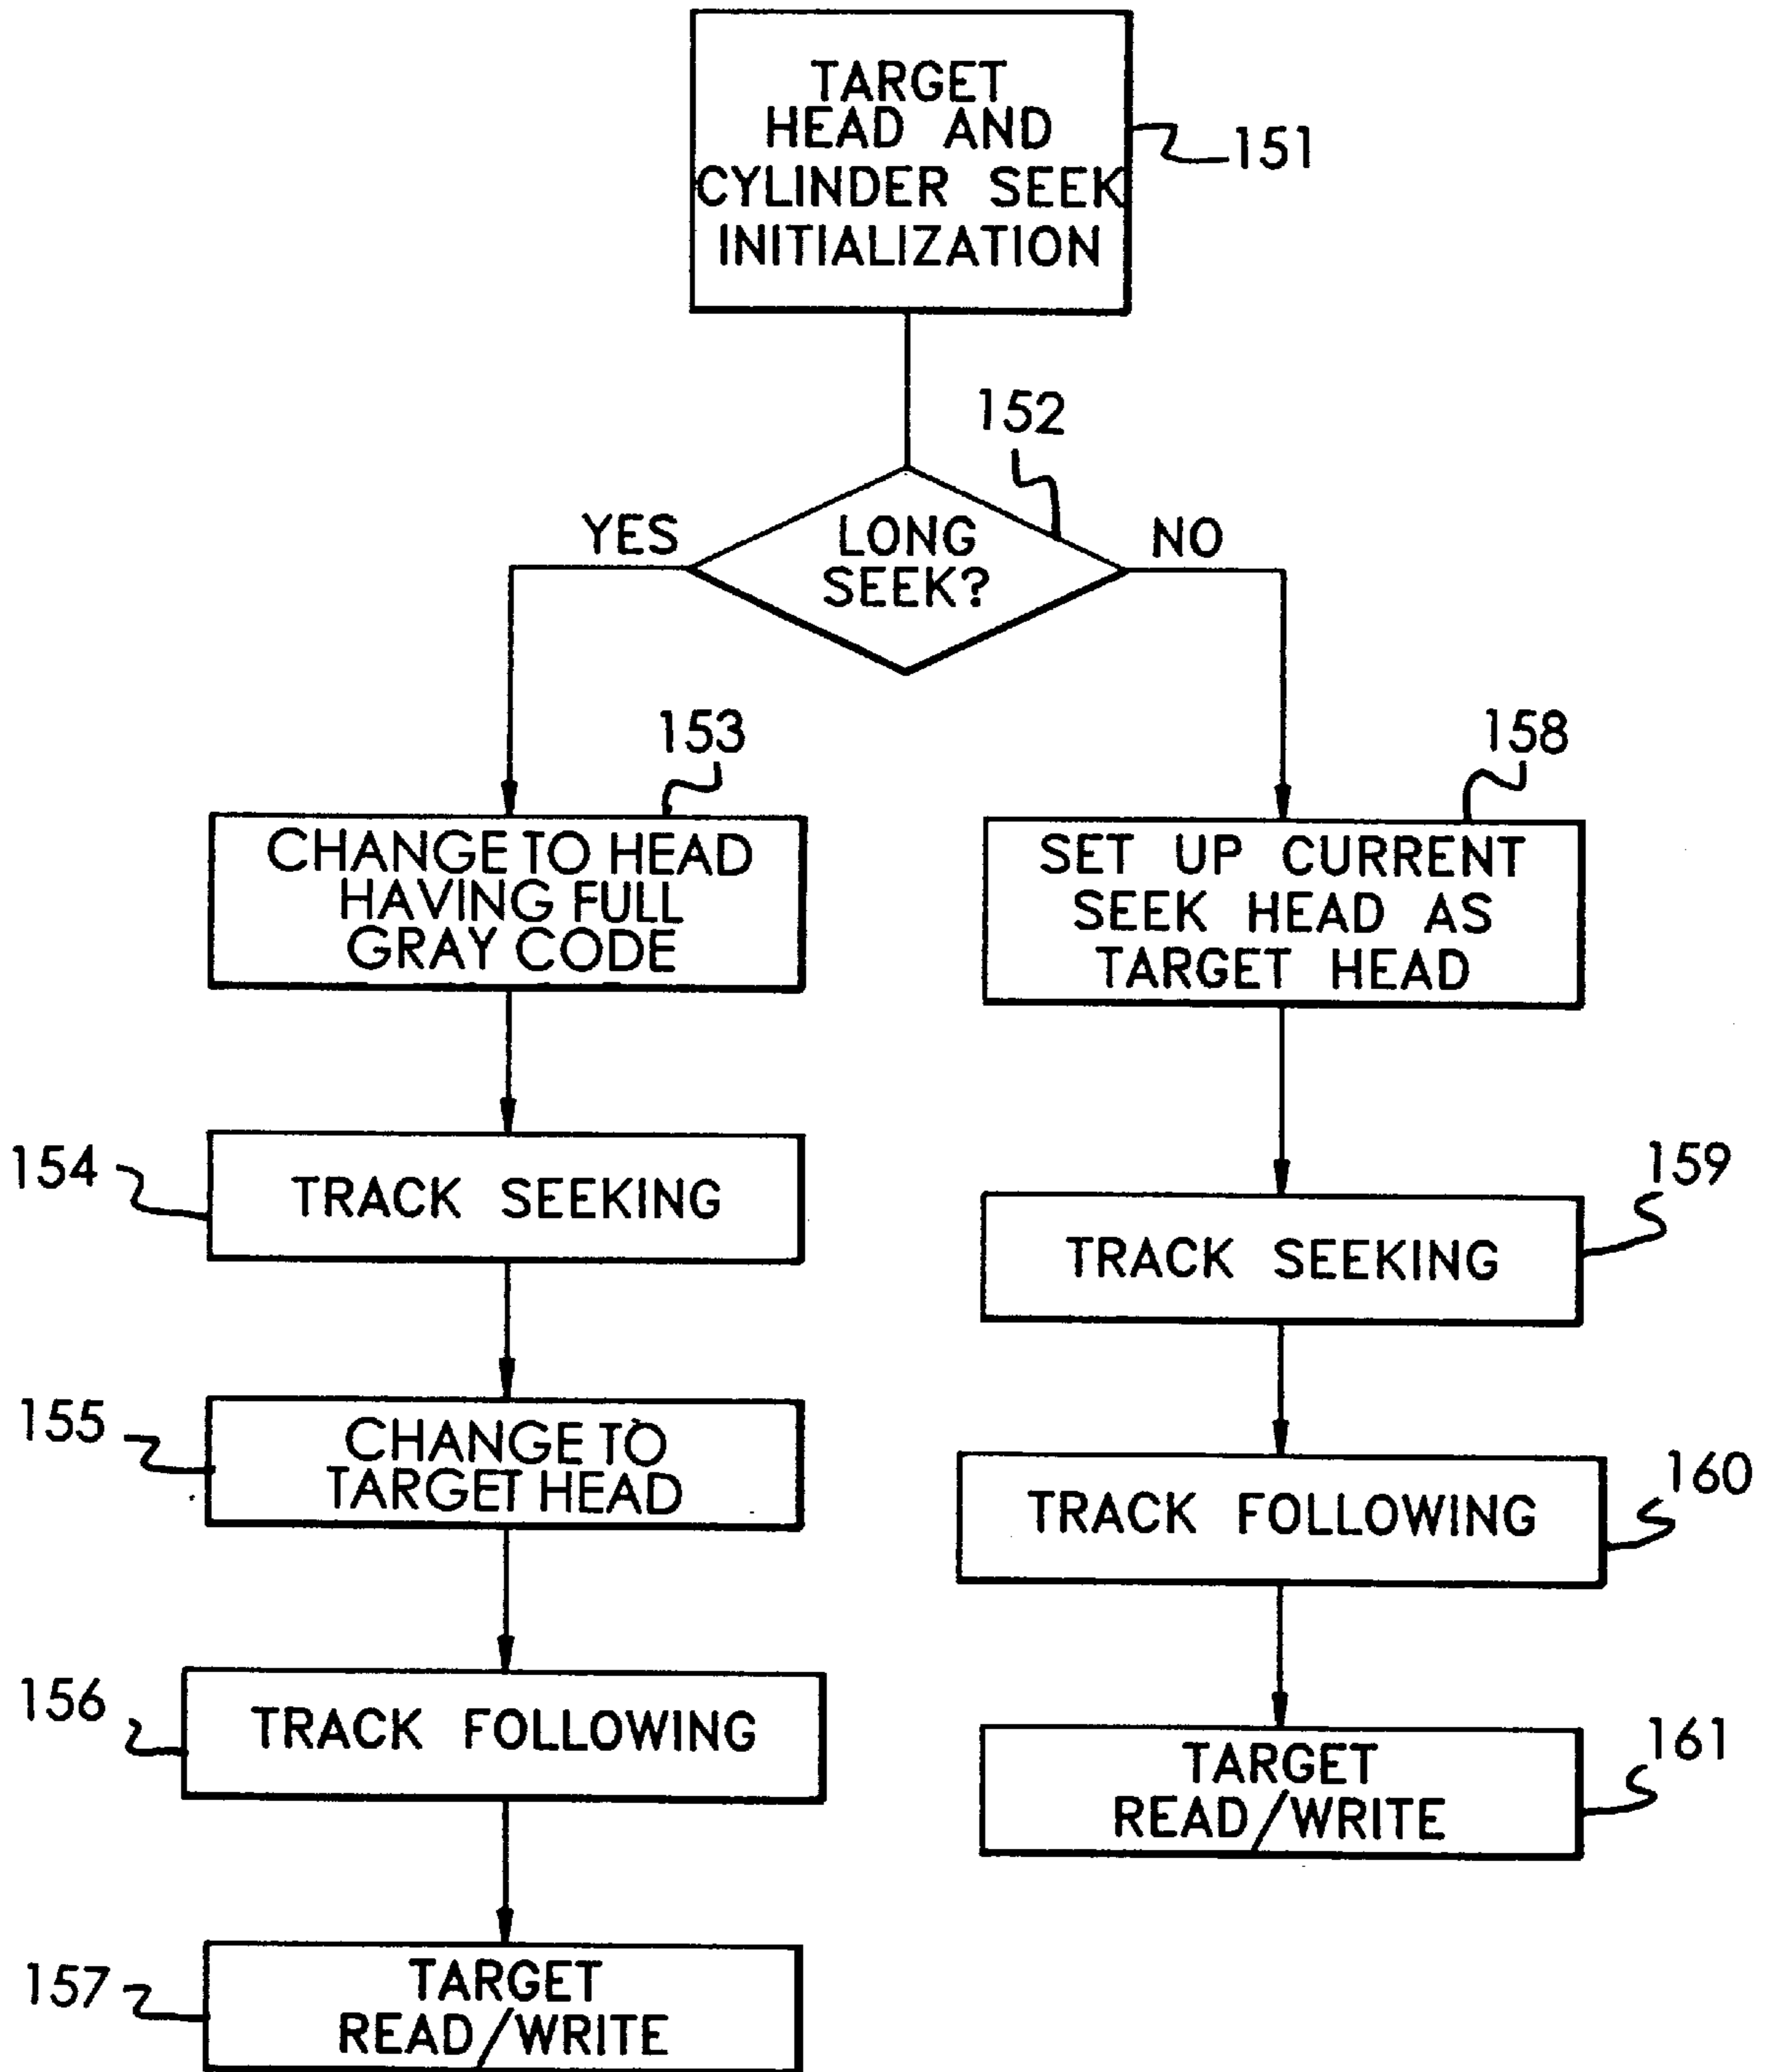 TARGET
HEAD AND
CYLINDER SEEK
INITIALIZATION
151
152
YES
LONG
SEEK?
NO
153
CHANGE TO HEAD
HAVING FULL
GRAY CODE
158
SET UP CURRENT
SEEK HEAD AS
TARGET HEAD
154
TRACK SEEKING
159
TRACK SEEKING
155
CHANGE TO
TARGET HEAD
160
TRACK FOLLOWING
156
TRACK FOLLOWING
161
TARGET
READ/WRITE
157
TARGET
READ/WRITE